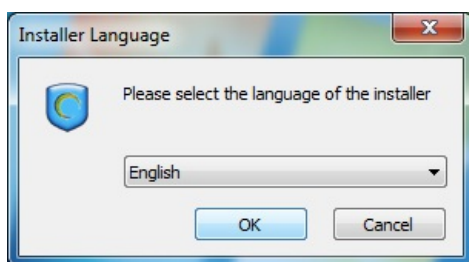 Installer Language
Please select the language of the installer
English
OK
Cancel